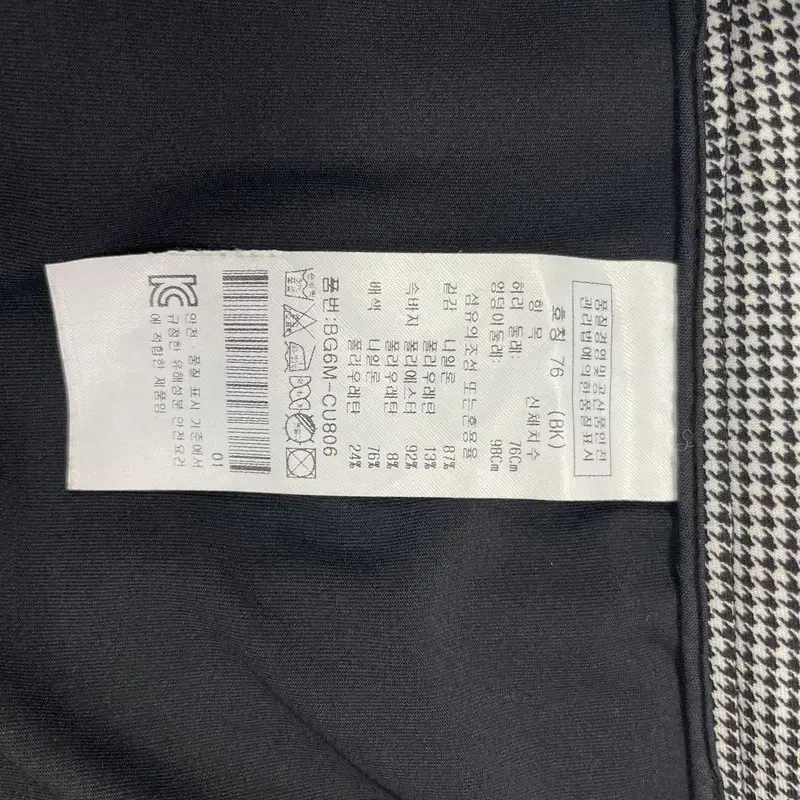 품질경영및공산품안전
관리법에의한품질표시
호칭 76 (BK)
항 목 신체치수
허리 둘레: 76Cm
엉덩이둘레: 98Cm
섬유의조성 또는 혼용율
겉감 나일론 87%
폴리우레탄 13%
속바지 폴리에스터 92%
폴리우레탄 8%
배색 나일론 76%
폴리우레탄 24%
품번:BG6M-CU806
01
안전·품질 표시 기준에서
규정한 유해성분 안전요건
에 적합한 제품임